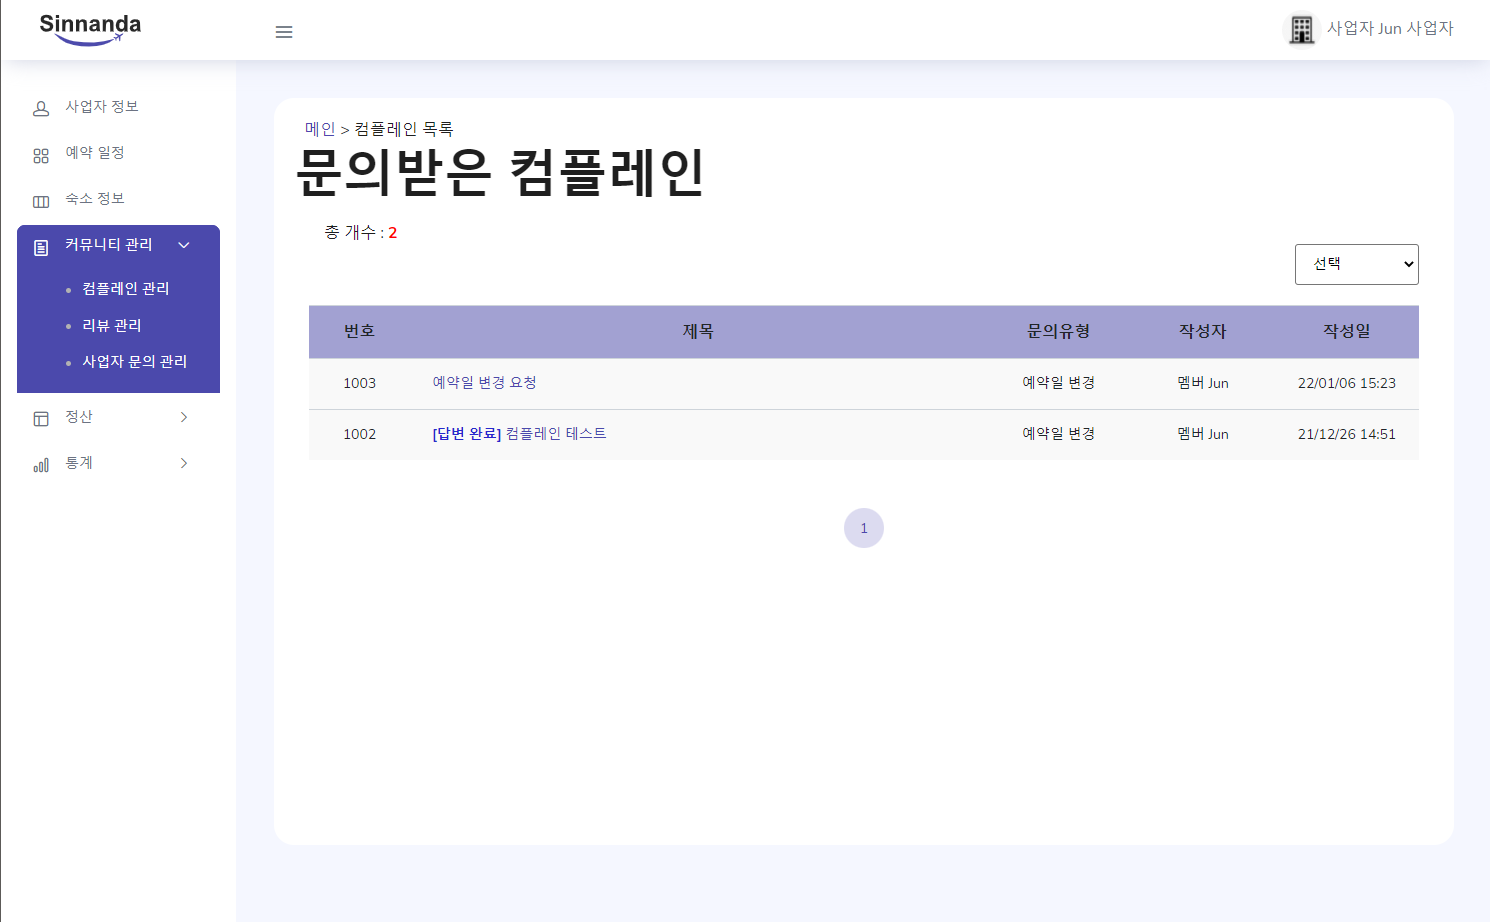 Sinnanda
사업자 Jun 사업자
사업자 정보
예약 일정
숙소 정보
커뮤니티 관리
컴플레인 관리
리뷰 관리
사업자 문의 관리
정산
통계
메인 > 컴플레인 목록
문의받은 컴플레인
총 개수 : 2
선택
번호 제목 문의유형 작성자 작성일
1003 예약일 변경 요청 예약일 변경 멤버 Jun 22/01/06 15:23
1002 [답변 완료] 컴플레인 테스트 예약일 변경 멤버 Jun 21/12/26 14:51
1